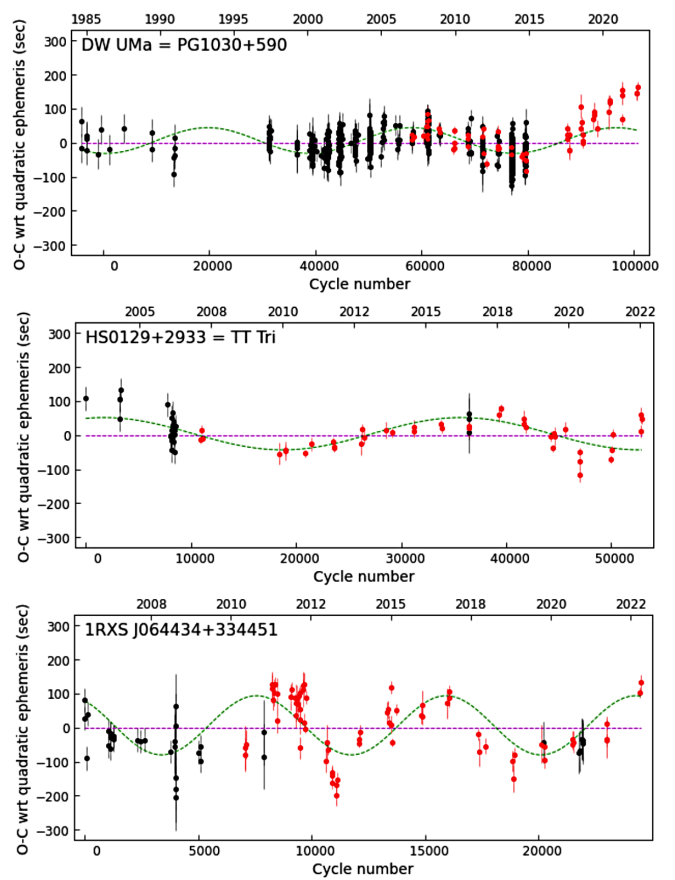 1985 1990 1995 2000 2002 2005 2008 2010 2012 2015 2020
DW UMa = PG1030+590
O-C wrt quadratic ephemeris (sec)
300
200
100
0
−100
−200
−300
0 20000 40000 60000 80000 100000
Cycle number
2005 2008 2010 2012 2015 2018 2020 2022
HS0129+2933 = TT Tri
O-C wrt quadratic ephemeris (sec)
300
200
100
0
−100
−200
−300
0 10000 20000 30000 40000 50000
Cycle number
2008 2010 2012 2015 2018 2020 2022
1RXS J064434+334451
O-C wrt quadratic ephemeris (sec)
300
200
100
0
−100
−200
−300
0 5000 10000 15000 20000
Cycle number